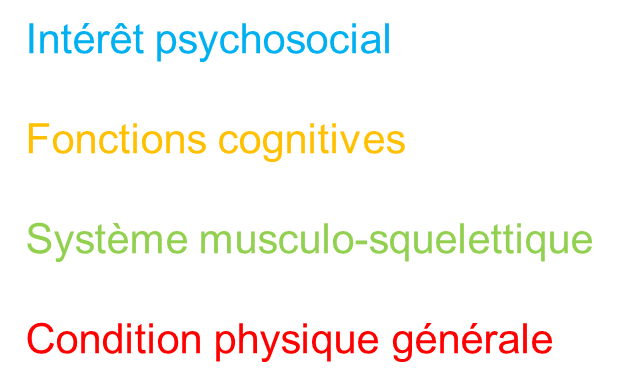 Intérêt psychosocial
Fonctions cognitives
Système musculo-squelettique
Condition physique générale